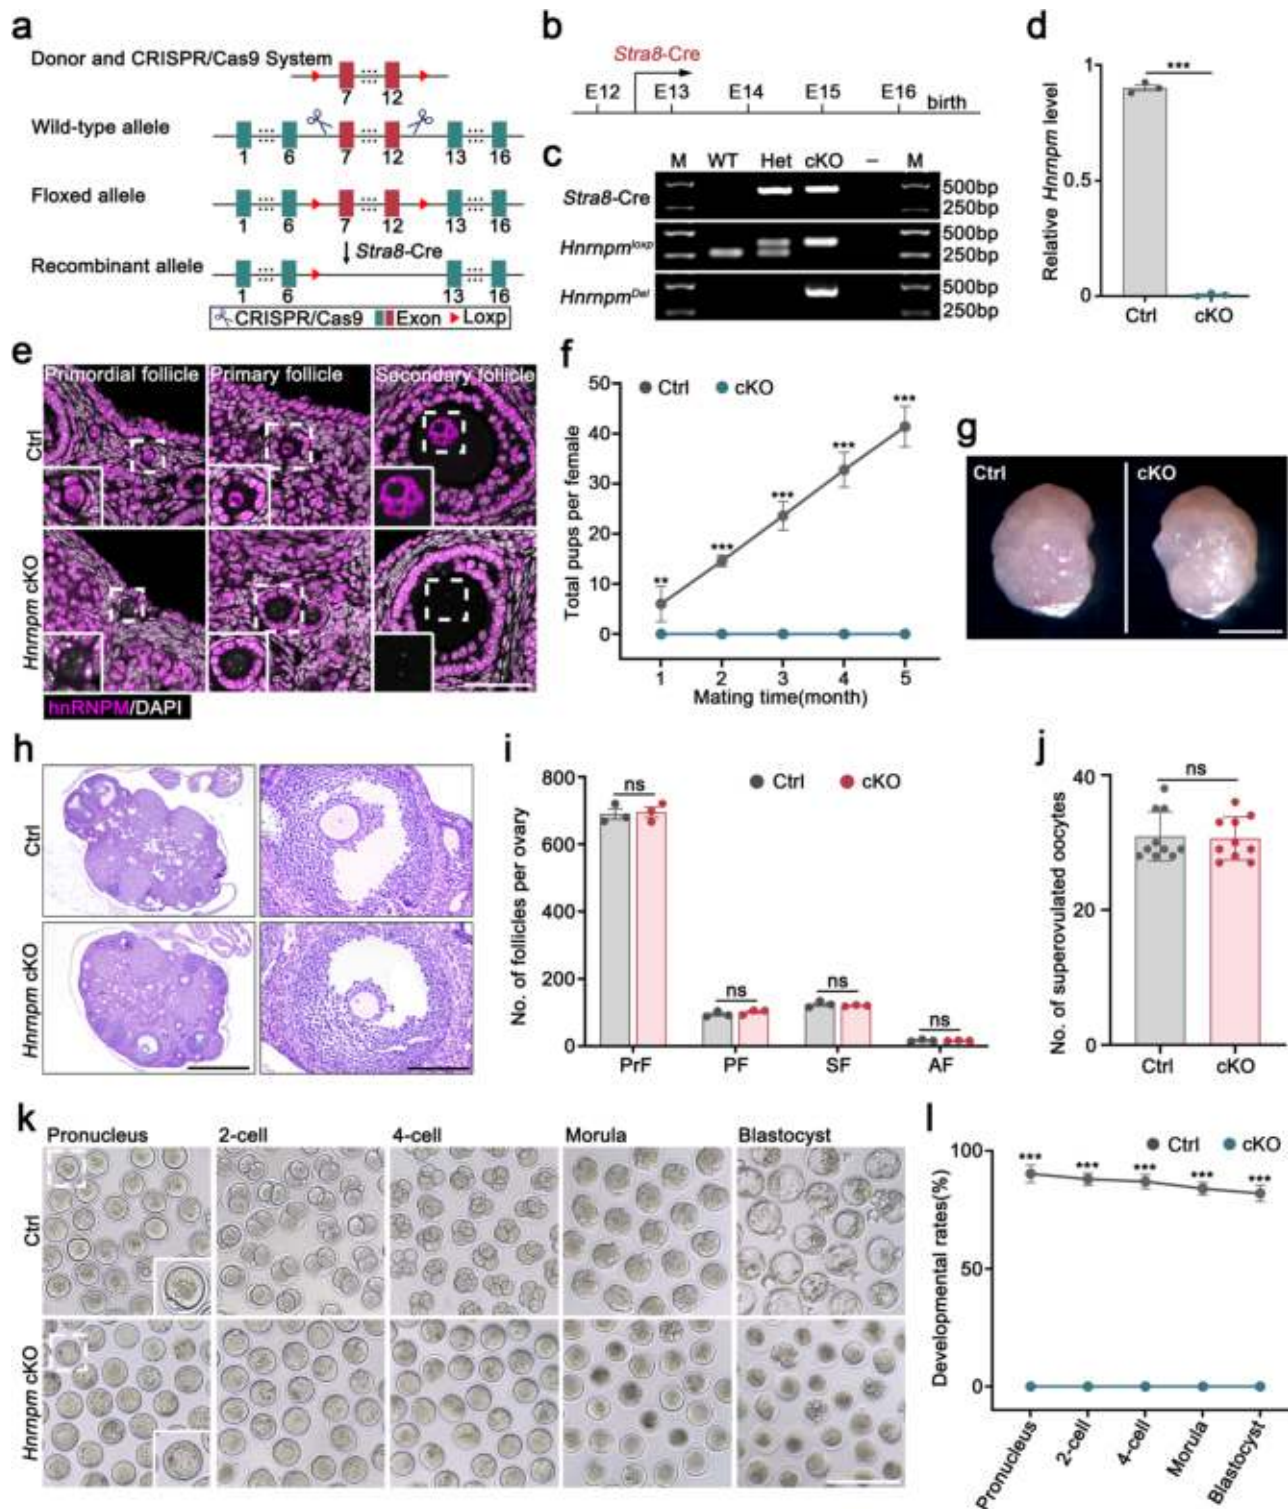 a
Donor and CRISPR/Cas9 System
7 12
Wild-type allele
1 6 7 12 13 16
Floxed allele
1 6 7 12 13 16
Stra8-Cre
Recombinant allele
1 6 13 16
CRISPR/Cas9 Exon Loxp
b
Stra8-Cre
E12 E13 E14 E15 E16 birth
c
M WT Het cKO – M
Stra8-Cre 500bp
250bp
Hnrnpm^loxp 500bp
250bp
Hnrnpm^Del 500bp
250bp
d
Relative Hnrnpm level
***
1
0.5
0
Ctrl cKO
e
Primordial follicle Primary follicle Secondary follicle
Ctrl
Hnrnpm cKO
hnRNPM/DAPI
f
Total pups per female
Ctrl cKO
50
40
30
20
10
0
** *** *** *** ***
1 2 3 4 5
Mating time(month)
g
Ctrl cKO
h
Ctrl
Hnrnpm cKO
i
No. of follicles per ovary
Ctrl cKO
800
600
400
200
0
ns ns ns ns
PrF PF SF AF
j
No. of superovulated oocytes
ns
40
20
0
Ctrl cKO
k
Pronucleus 2-cell 4-cell Morula Blastocyst
Ctrl
Hnrnpm cKO
l
Developmental rates(%)
Ctrl cKO
100
50
0
*** *** *** *** ***
Pronucleus 2-cell 4-cell Morula Blastocyst